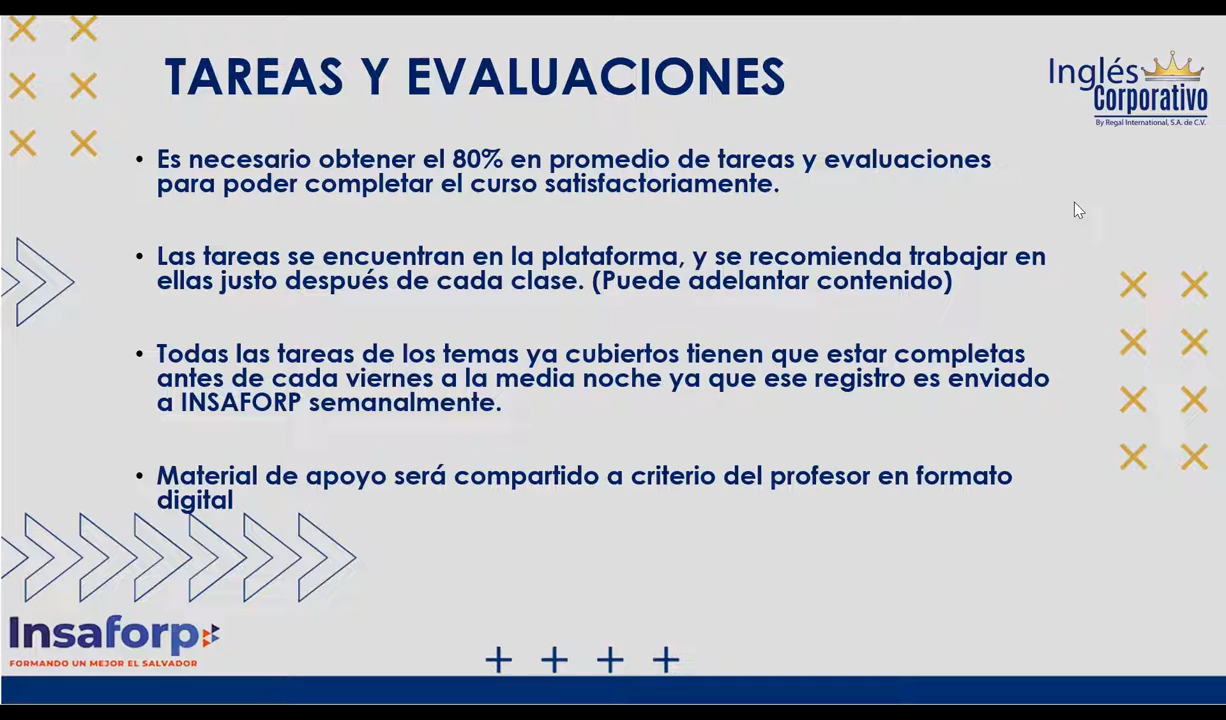 TAREAS Y EVALUACIONES
Inglés
Corporativo
By Regal International, S.A. de C.V.
• Es necesario obtener el 80% en promedio de tareas y evaluaciones
para poder completar el curso satisfactoriamente.
• Las tareas se encuentran en la plataforma, y se recomienda trabajar en
ellas justo después de cada clase. (Puede adelantar contenido)
• Todas las tareas de los temas ya cubiertos tienen que estar completas
antes de cada viernes a la media noche ya que ese registro es enviado
a INSAFORP semanalmente.
• Material de apoyo será compartido a criterio del profesor en formato
digital
Insaforp
FORMANDO UN MEJOR EL SALVADOR